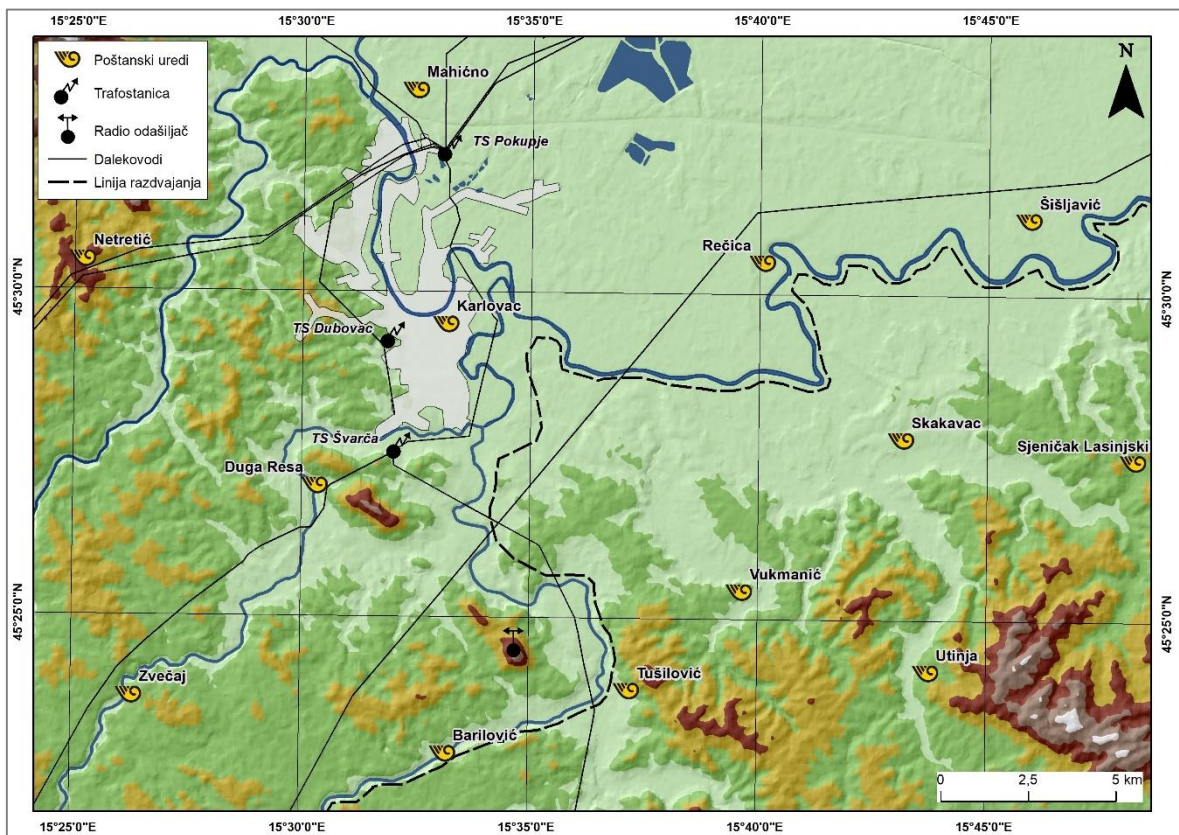 15°25'0"E
15°30'0"E
15°35'0"E
15°40'0"E
15°45'0"E
Poštanski uredi
Trafostanica
Radio odašiljač
Dalekovodi
Linija razdvajanja
N
Mahićno
TS Pokupje
Šišljavić
Netretić
Rečica
45°30'0"N
45°30'0"N
Karlovac
TS Dubovac
Skakavac
TS Švarča
Sjeničak Lasinjski
Duga Resa
Vukmanić
45°25'0"N
45°25'0"N
Utinja
Zvečaj
Tušilović
Barilović
0 2,5 5 km
15°25'0"E
15°30'0"E
15°35'0"E
15°40'0"E
15°45'0"E